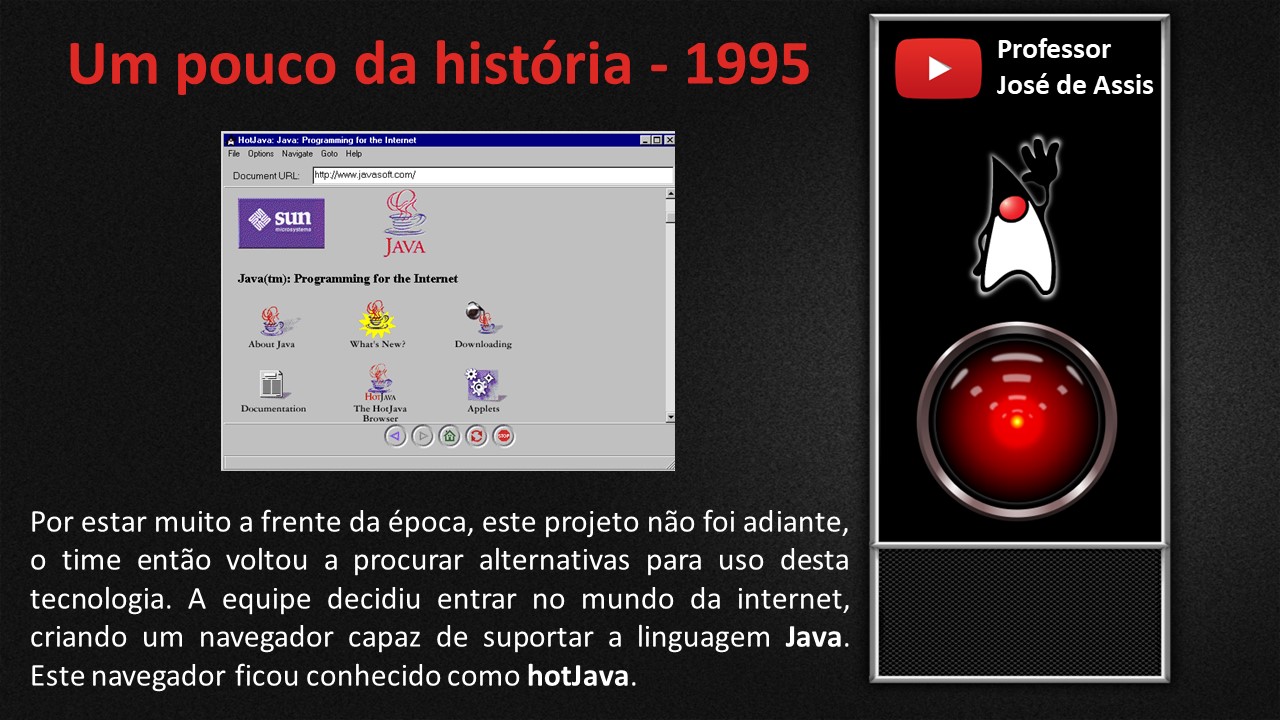 Um pouco da história - 1995
Professor
José de Assis
HotJava: Java: Programming for the Internet
File Options Navigate Goto Help
Document URL: http://www.javasoft.com/
sun
microsystems
JAVA
Java(tm): Programming for the Internet
About Java
What's New?
Downloading
HOTJAVA
Documentation
The HotJava
Browser
Applets
STOP
Por estar muito a frente da época, este projeto não foi adiante,
o time então voltou a procurar alternativas para uso desta
tecnologia. A equipe decidiu entrar no mundo da internet,
criando um navegador capaz de suportar a linguagem Java.
Este navegador ficou conhecido como hotJava.